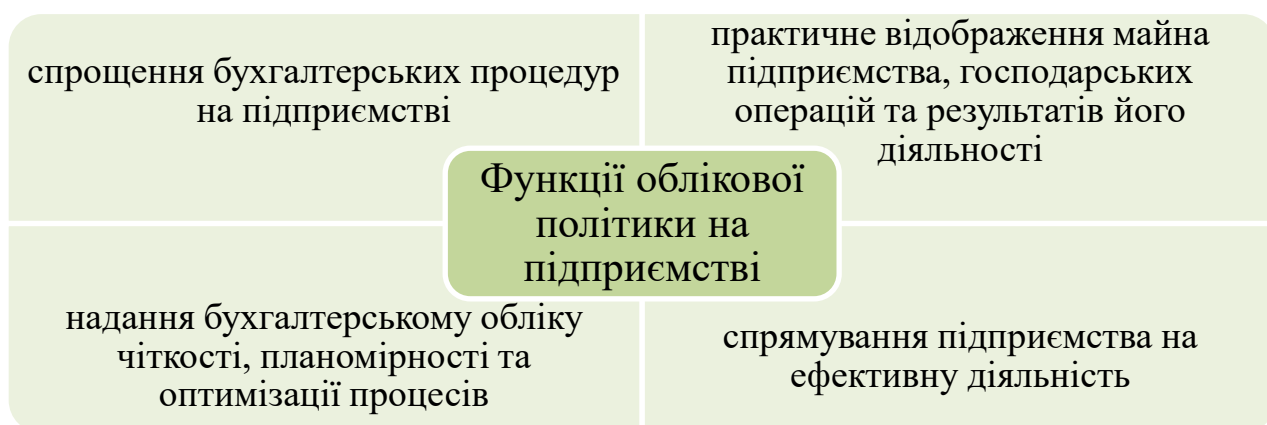 спрощення бухгалтерських процедур
на підприємстві
практичне відображення майна
підприємства, господарських
операцій та результатів його
діяльності
Функції облікової
політики на
підприємстві
надання бухгалтерському обліку
чіткості, планомірності та
оптимізації процесів
спрямування підприємства на
ефективну діяльність